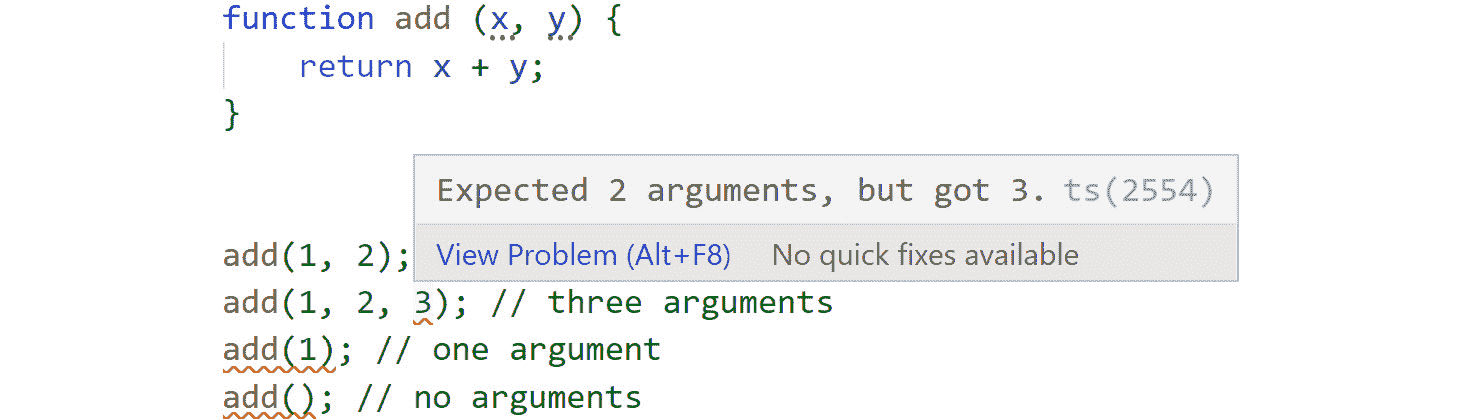 function add (x, y) {
return x + y;
}
Expected 2 arguments, but got 3. ts(2554)
add(1, 2);
View Problem (Alt+F8) No quick fixes available
add(1, 2, 3); // three arguments
add(1); // one argument
add(); // no arguments